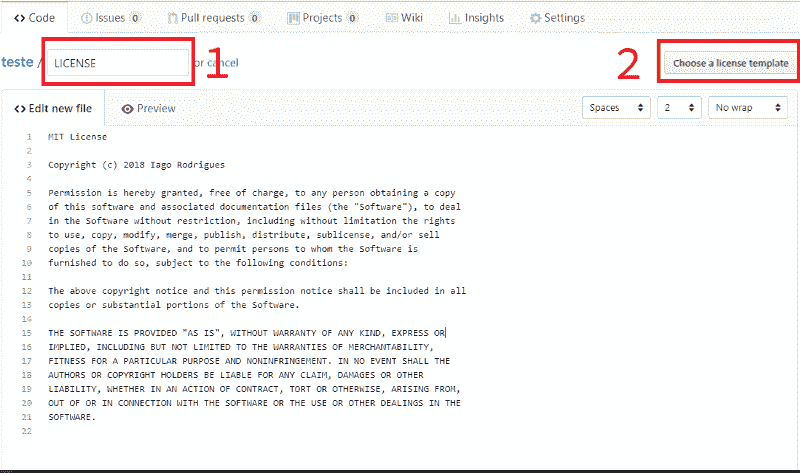 Code Issues 0 Pull requests 0 Projects 0 Wiki Insights Settings
teste / LICENSE or cancel 1 2 Choose a license template
Edit new file Preview Spaces 2 No wrap
1 MIT License
2
3 Copyright (c) 2018 Iago Rodrigues
4
5 Permission is hereby granted, free of charge, to any person obtaining a copy
6 of this software and associated documentation files (the "Software"), to deal
7 in the Software without restriction, including without limitation the rights
8 to use, copy, modify, merge, publish, distribute, sublicense, and/or sell
9 copies of the Software, and to permit persons to whom the Software is
10 furnished to do so, subject to the following conditions:
11
12 The above copyright notice and this permission notice shall be included in all
13 copies or substantial portions of the Software.
14
15 THE SOFTWARE IS PROVIDED "AS IS", WITHOUT WARRANTY OF ANY KIND, EXPRESS OR
16 IMPLIED, INCLUDING BUT NOT LIMITED TO THE WARRANTIES OF MERCHANTABILITY,
17 FITNESS FOR A PARTICULAR PURPOSE AND NONINFRINGEMENT. IN NO EVENT SHALL THE
18 AUTHORS OR COPYRIGHT HOLDERS BE LIABLE FOR ANY CLAIM, DAMAGES OR OTHER
19 LIABILITY, WHETHER IN AN ACTION OF CONTRACT, TORT OR OTHERWISE, ARISING FROM,
20 OUT OF OR IN CONNECTION WITH THE SOFTWARE OR THE USE OR OTHER DEALINGS IN THE
21 SOFTWARE.
22